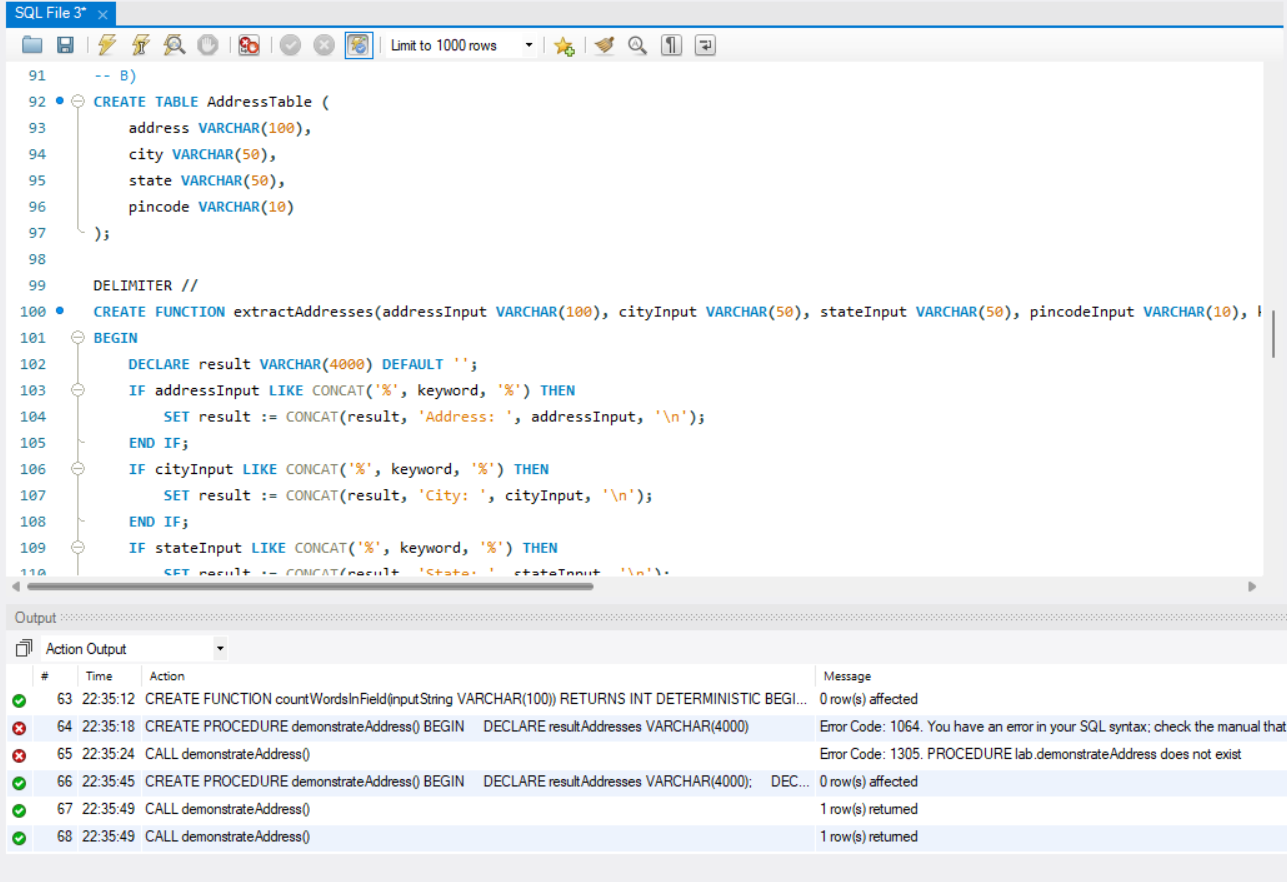 SQL File 3*
Limit to 1000 rows
91 -- B)
92 CREATE TABLE AddressTable (
93 address VARCHAR(100),
94 city VARCHAR(50),
95 state VARCHAR(50),
96 pincode VARCHAR(10)
97 );
98
99 DELIMITER //
100 CREATE FUNCTION extractAddresses(addressInput VARCHAR(100), cityInput VARCHAR(50), stateInput VARCHAR(50), pincodeInput VARCHAR(10),
101 BEGIN
102 DECLARE result VARCHAR(4000) DEFAULT '';
103 IF addressInput LIKE CONCAT('%', keyword, '%') THEN
104 SET result := CONCAT(result, 'Address: ', addressInput, '\n');
105 END IF;
106 IF cityInput LIKE CONCAT('%', keyword, '%') THEN
107 SET result := CONCAT(result, 'City: ', cityInput, '\n');
108 END IF;
109 IF stateInput LIKE CONCAT('%', keyword, '%') THEN
110 SET result := CONCAT(result, 'State: ', stateInput, '\n');
Output
Action Output
# Time Action Message
63 22:35:12 CREATE FUNCTION countWordsInField(inputString VARCHAR(100)) RETURNS INT DETERMINISTIC BEGI... 0 row(s) affected
64 22:35:18 CREATE PROCEDURE demonstrateAddress() BEGIN DECLARE resultAddresses VARCHAR(4000) Error Code: 1064. You have an error in your SQL syntax; check the manual that
65 22:35:24 CALL demonstrateAddress() Error Code: 1305. PROCEDURE lab.demonstrateAddress does not exist
66 22:35:45 CREATE PROCEDURE demonstrateAddress() BEGIN DECLARE resultAddresses VARCHAR(4000); DEC... 0 row(s) affected
67 22:35:49 CALL demonstrateAddress() 1 row(s) returned
68 22:35:49 CALL demonstrateAddress() 1 row(s) returned